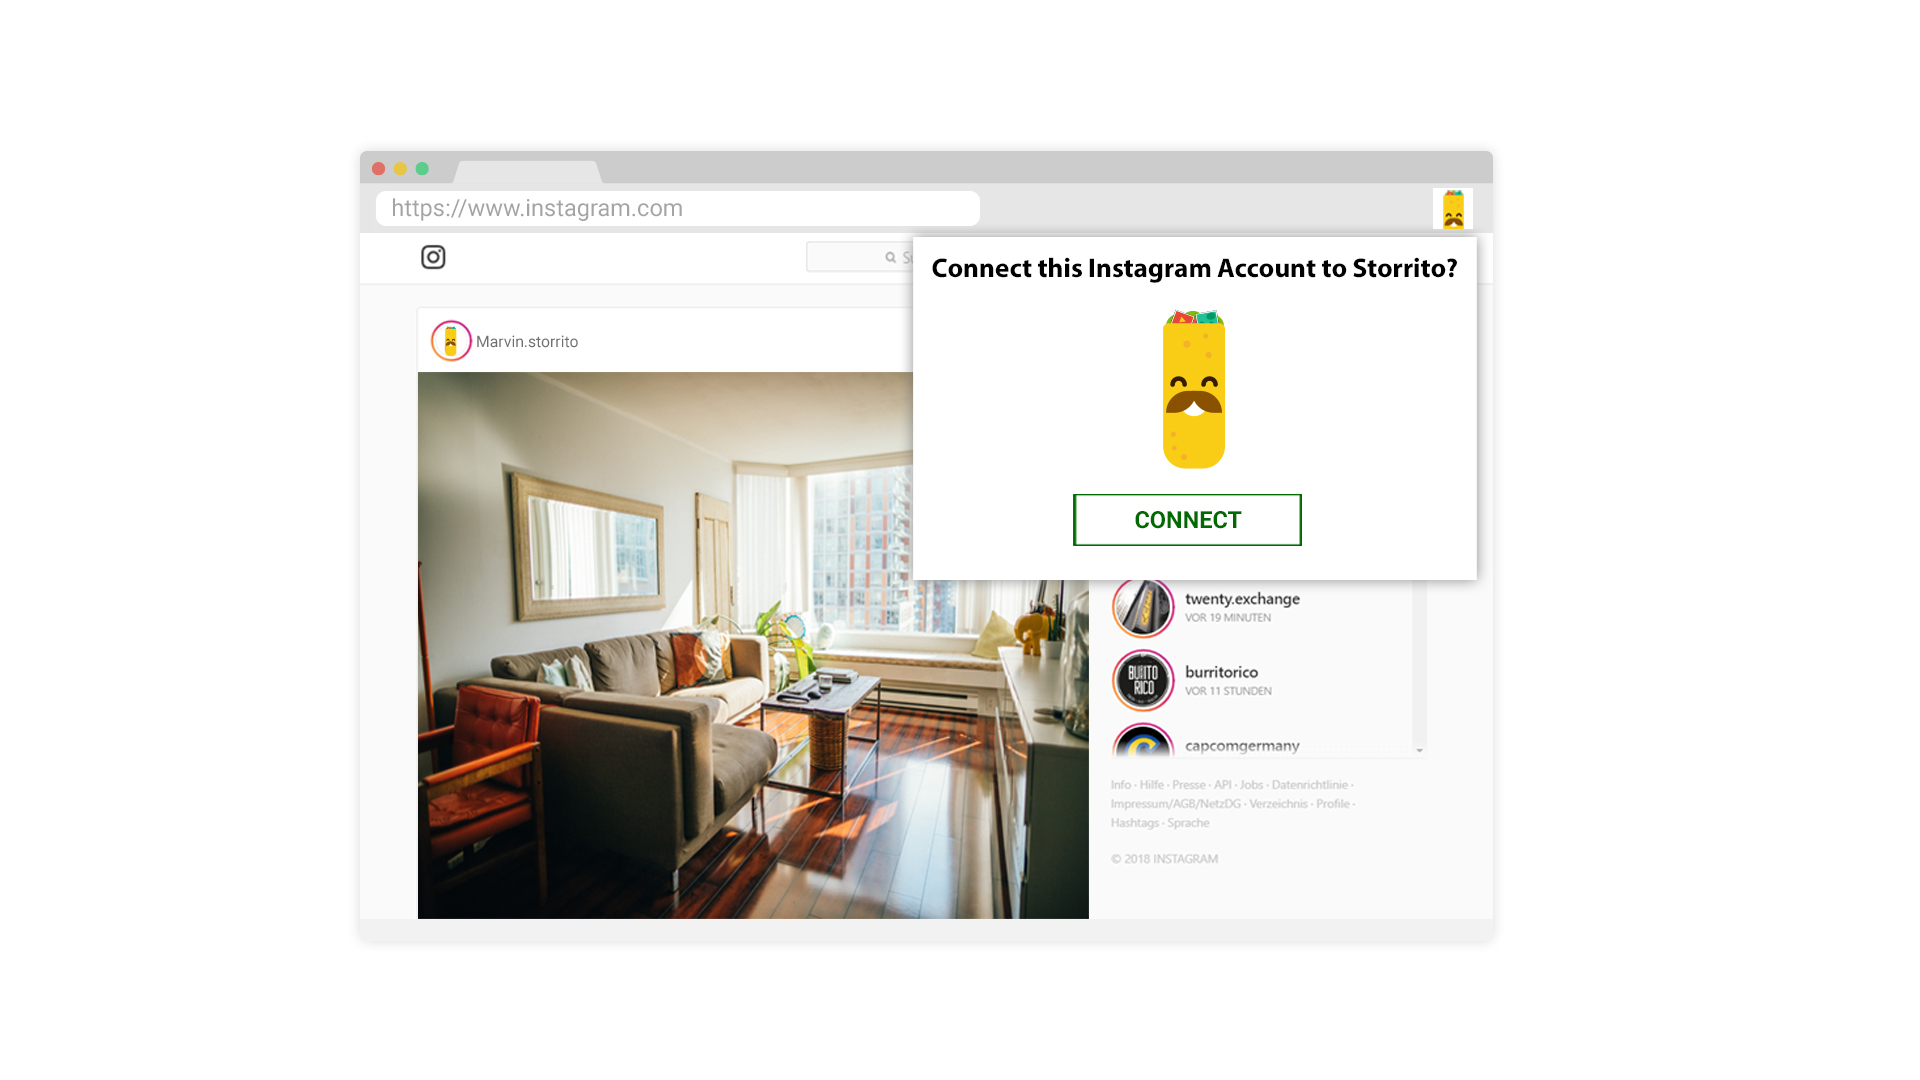 https://www.instagram.com
Connect this Instagram Account to Storrito?
Marvin.storrito
CONNECT
twenty.exchange
VOR 19 MINUTEN
burritorico
VOR 11 STUNDEN
BURRITO
RICO
capcomgermany
Info · Hilfe · Presse · API · Jobs · Datenrichtlinie ·
Impressum/AGB/NetzDG · Verzeichnis · Profile ·
Hashtags · Sprache
© 2018 INSTAGRAM